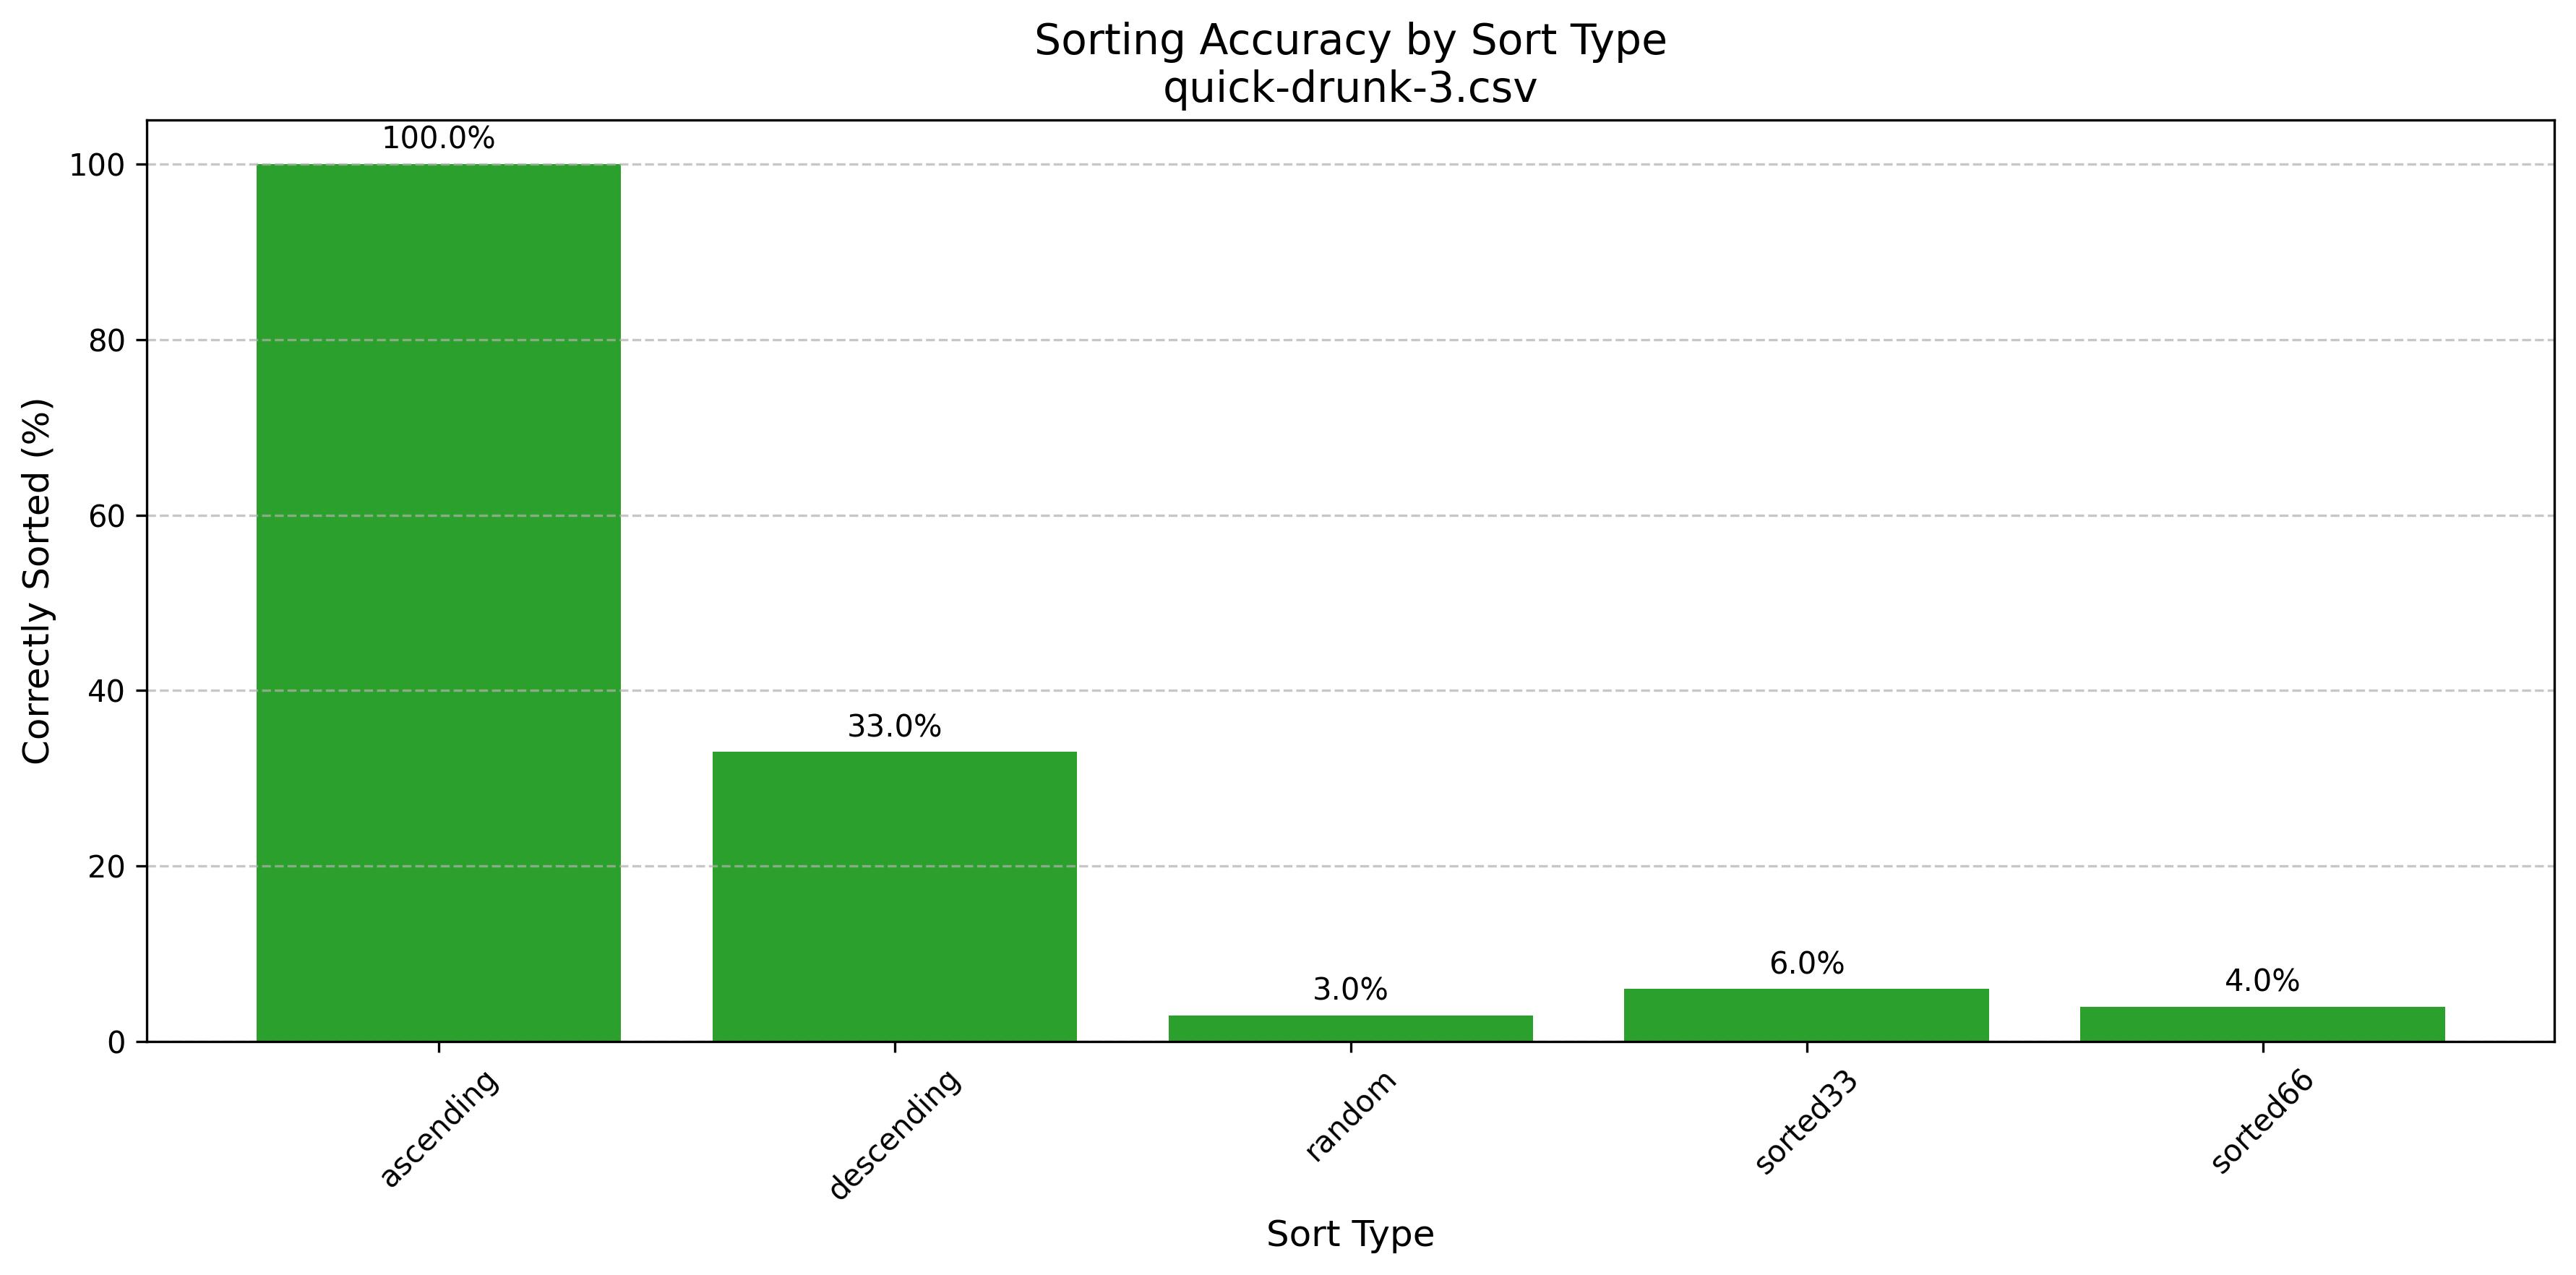 Sorting Accuracy by Sort Type
quick-drunk-3.csv
Correctly Sorted (%)
100
80
60
40
20
0
100.0%
33.0%
3.0%
6.0%
4.0%
ascending
descending
random
sorted33
sorted66
Sort Type